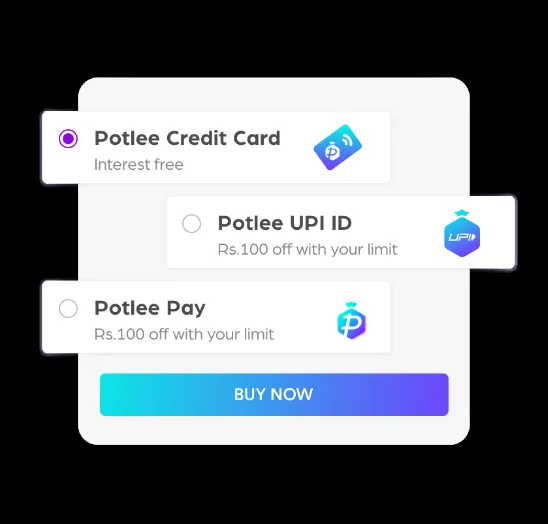 Potlee Credit Card
Interest free
Potlee UPI ID
Rs.100 off with your limit
UPI
Potlee Pay
Rs.100 off with your limit
BUY NOW